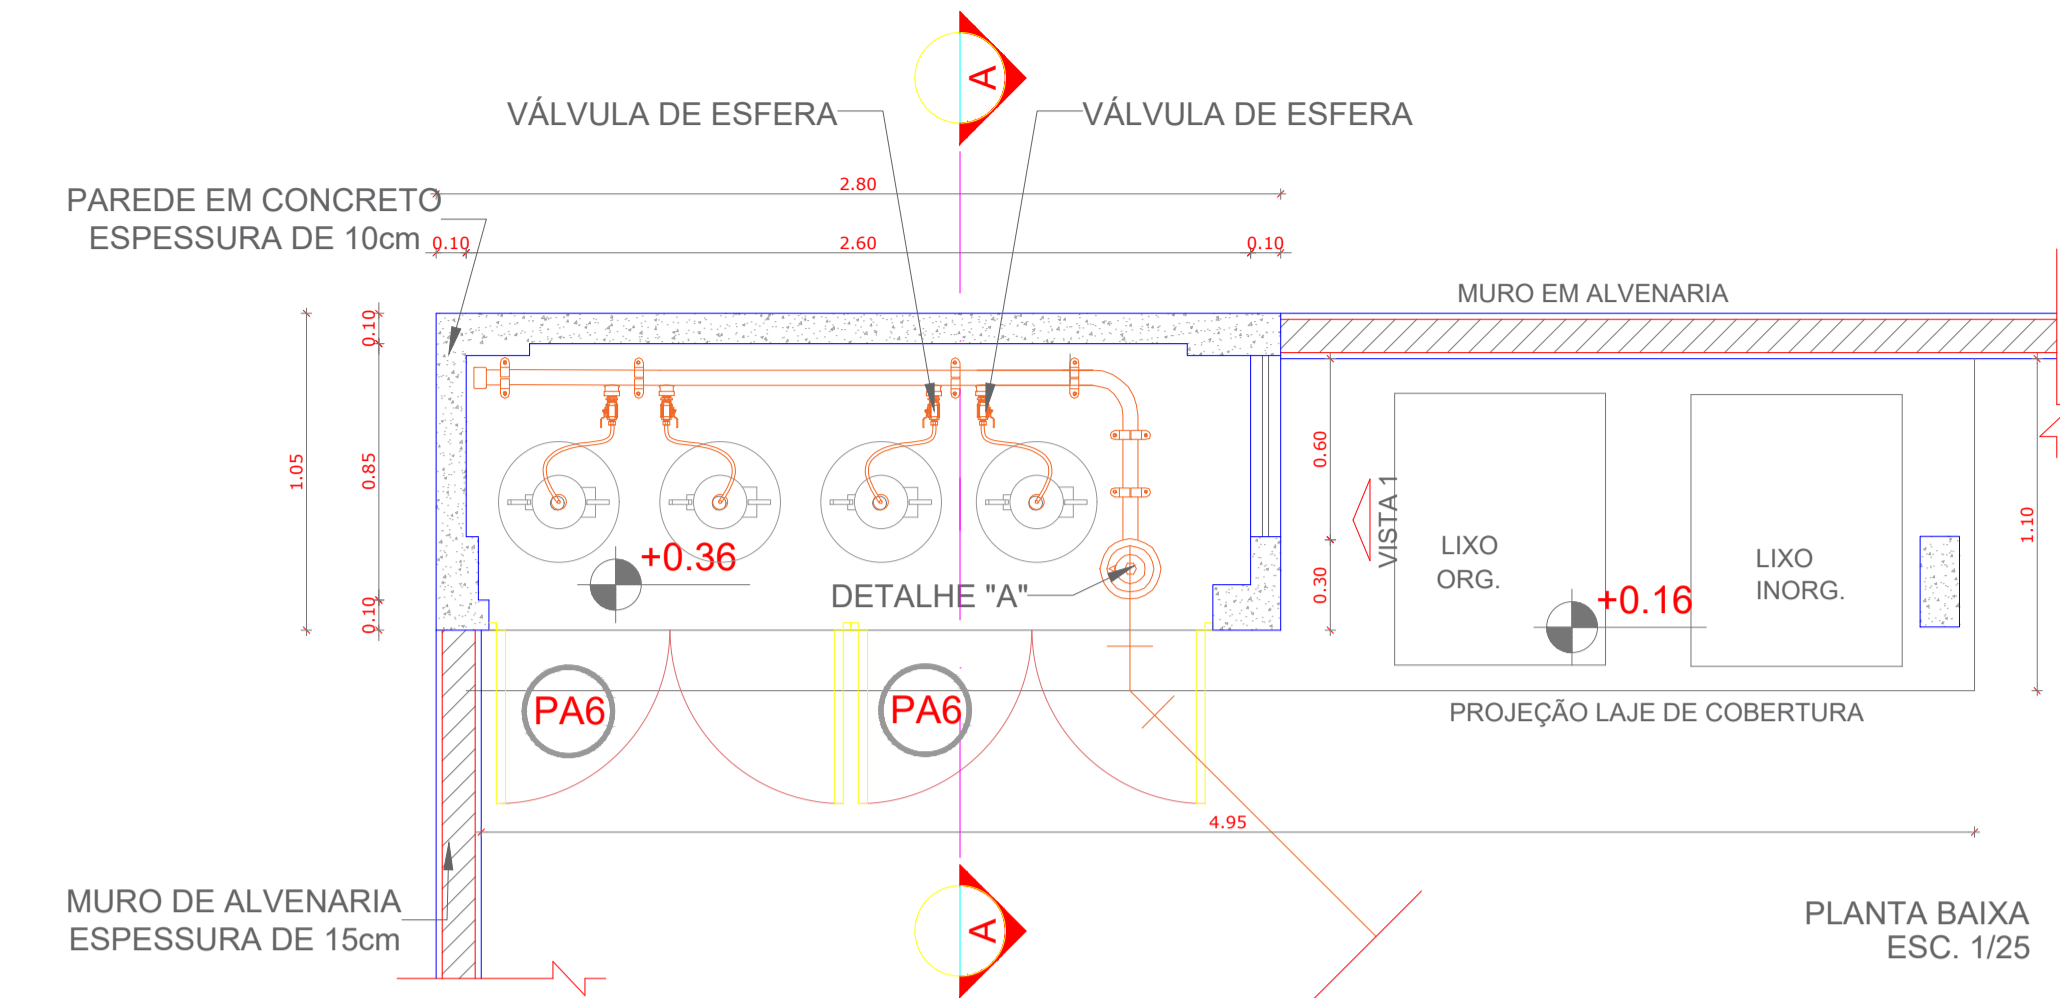 A
VÁLVULA DE ESFERA
VÁLVULA DE ESFERA
2.80
PAREDE EM CONCRETO
ESPESSURA DE 10cm
0.10
2.60
0.10
MURO EM ALVENARIA
0.10
1.05
0.85
0.10
0.60
0.30
VISTA 1
1.10
LIXO
ORG.
LIXO
INORG.
+0.36
+0.16
DETALHE "A"
PA6
PA6
PROJEÇÃO LAJE DE COBERTURA
4.95
MURO DE ALVENARIA
ESPESSURA DE 15cm
A
PLANTA BAIXA
ESC. 1/25